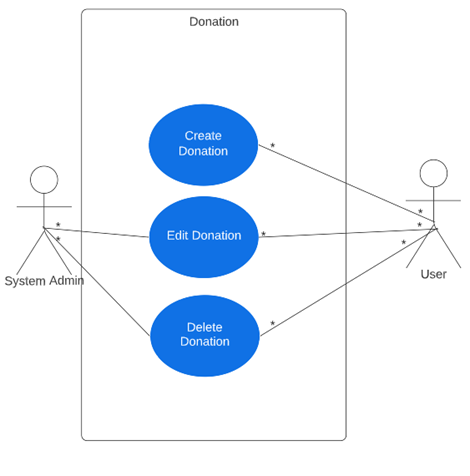 Donation
Create
Donation
*
*
*
Edit Donation
*
*
*
*
System Admin
User
Delete
Donation
*